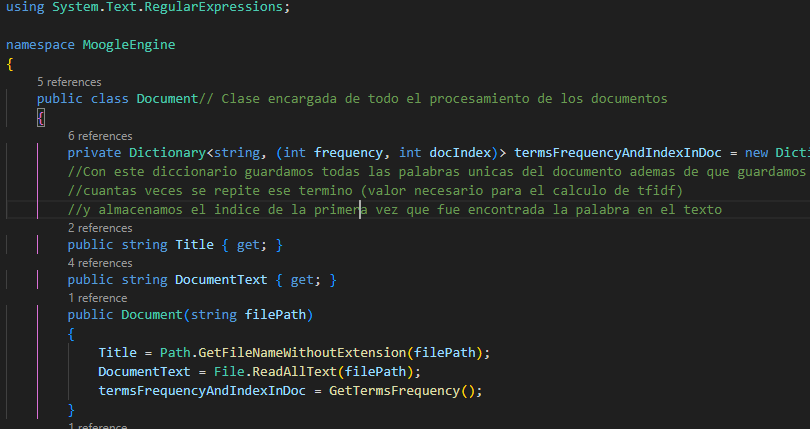 using System.Text.RegularExpressions;
namespace MoogleEngine
{
5 references
public class Document// Clase encargada de todo el procesamiento de los documentos
{
6 references
private Dictionary<string, (int frequency, int docIndex)> termsFrequencyAndIndexInDoc = new Dict
//Con este diccionario guardamos todas las palabras unicas del documento ademas de que guardamos
//cuantas veces se repite ese termino (valor necesario para el calculo de tfidf)
//y almacenamos el indice de la primera vez que fue encontrada la palabra en el texto
2 references
public string Title { get; }
4 references
public string DocumentText { get; }
1 reference
public Document(string filePath)
{
Title = Path.GetFileNameWithoutExtension(filePath);
DocumentText = File.ReadAllText(filePath);
termsFrequencyAndIndexInDoc = GetTermsFrequency();
}
1 reference